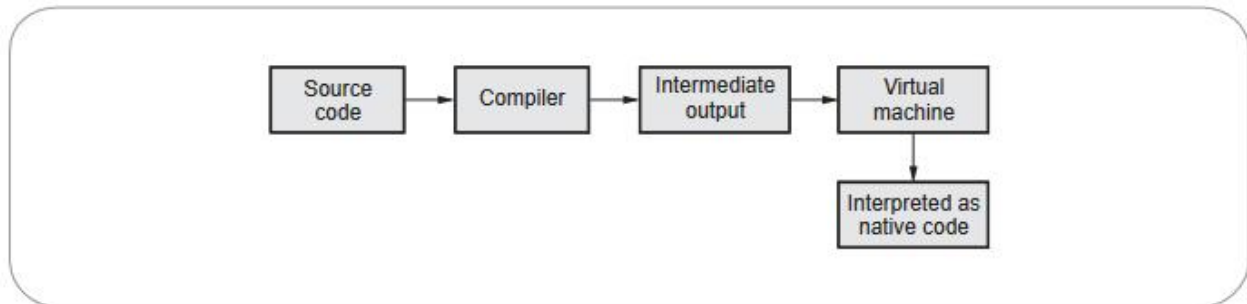 Source
code
Compiler
Intermediate
output
Virtual
machine
Interpreted as
native code